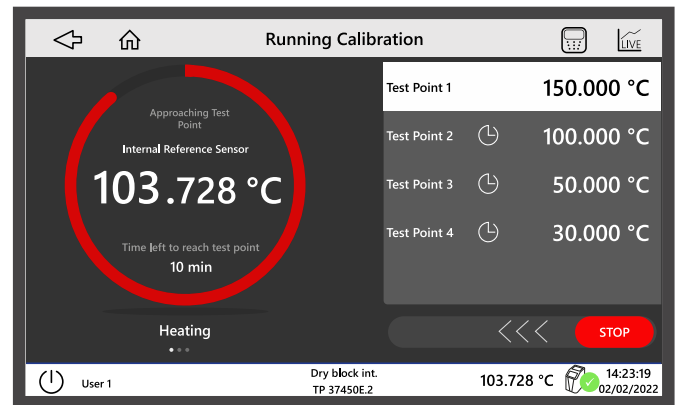 Running Calibration
LIVE
Approaching Test
Point
Internal Reference Sensor
103.728 °C
Time left to reach test point
10 min
Heating
Test Point 1 150.000 °C
Test Point 2 100.000 °C
Test Point 3 50.000 °C
Test Point 4 30.000 °C
STOP
User 1
Dry block int.
TP 37450E.2
103.728 °C
14:23:19
02/02/2022